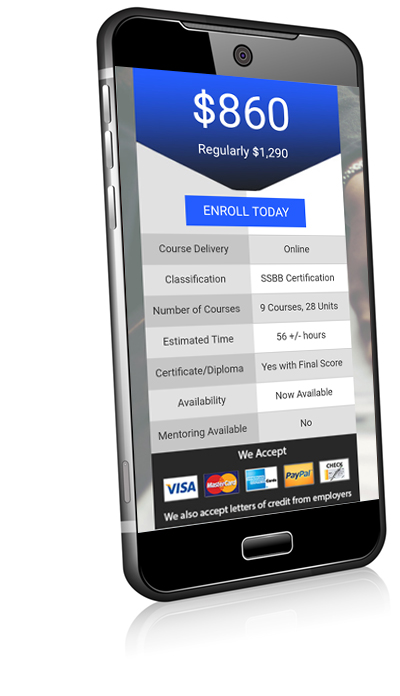 $860
Regularly $1,290
ENROLL TODAY
Course Delivery Online
Classification SSBB Certification
Number of Courses 9 Courses, 28 Units
Estimated Time 56 +/- hours
Certificate/Diploma Yes with Final Score
Availability Now Available
Mentoring Available No
We Accept
VISA MasterCard Cards PayPal CHECK
We also accept letters of credit from employers